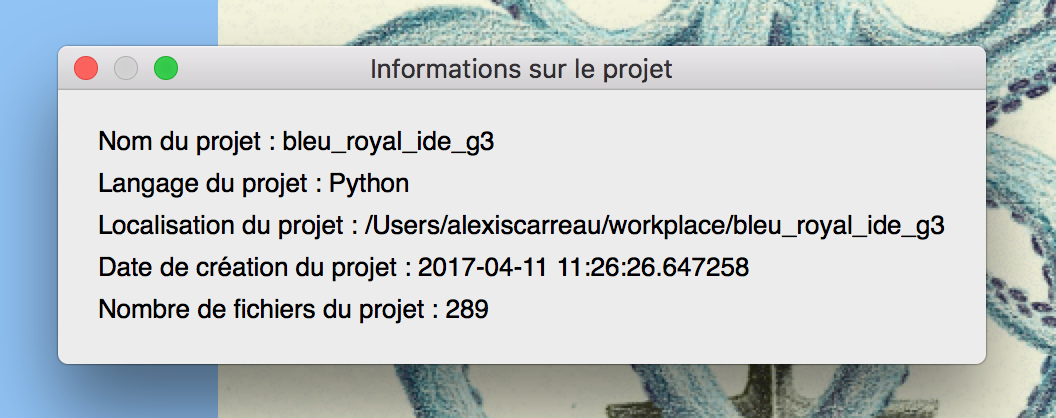 Informations sur le projet
Nom du projet : bleu_royal_ide_g3
Langage du projet : Python
Localisation du projet : /Users/alexiscarreau/workplace/bleu_royal_ide_g3
Date de création du projet : 2017-04-11 11:26:26.647258
Nombre de fichiers du projet : 289